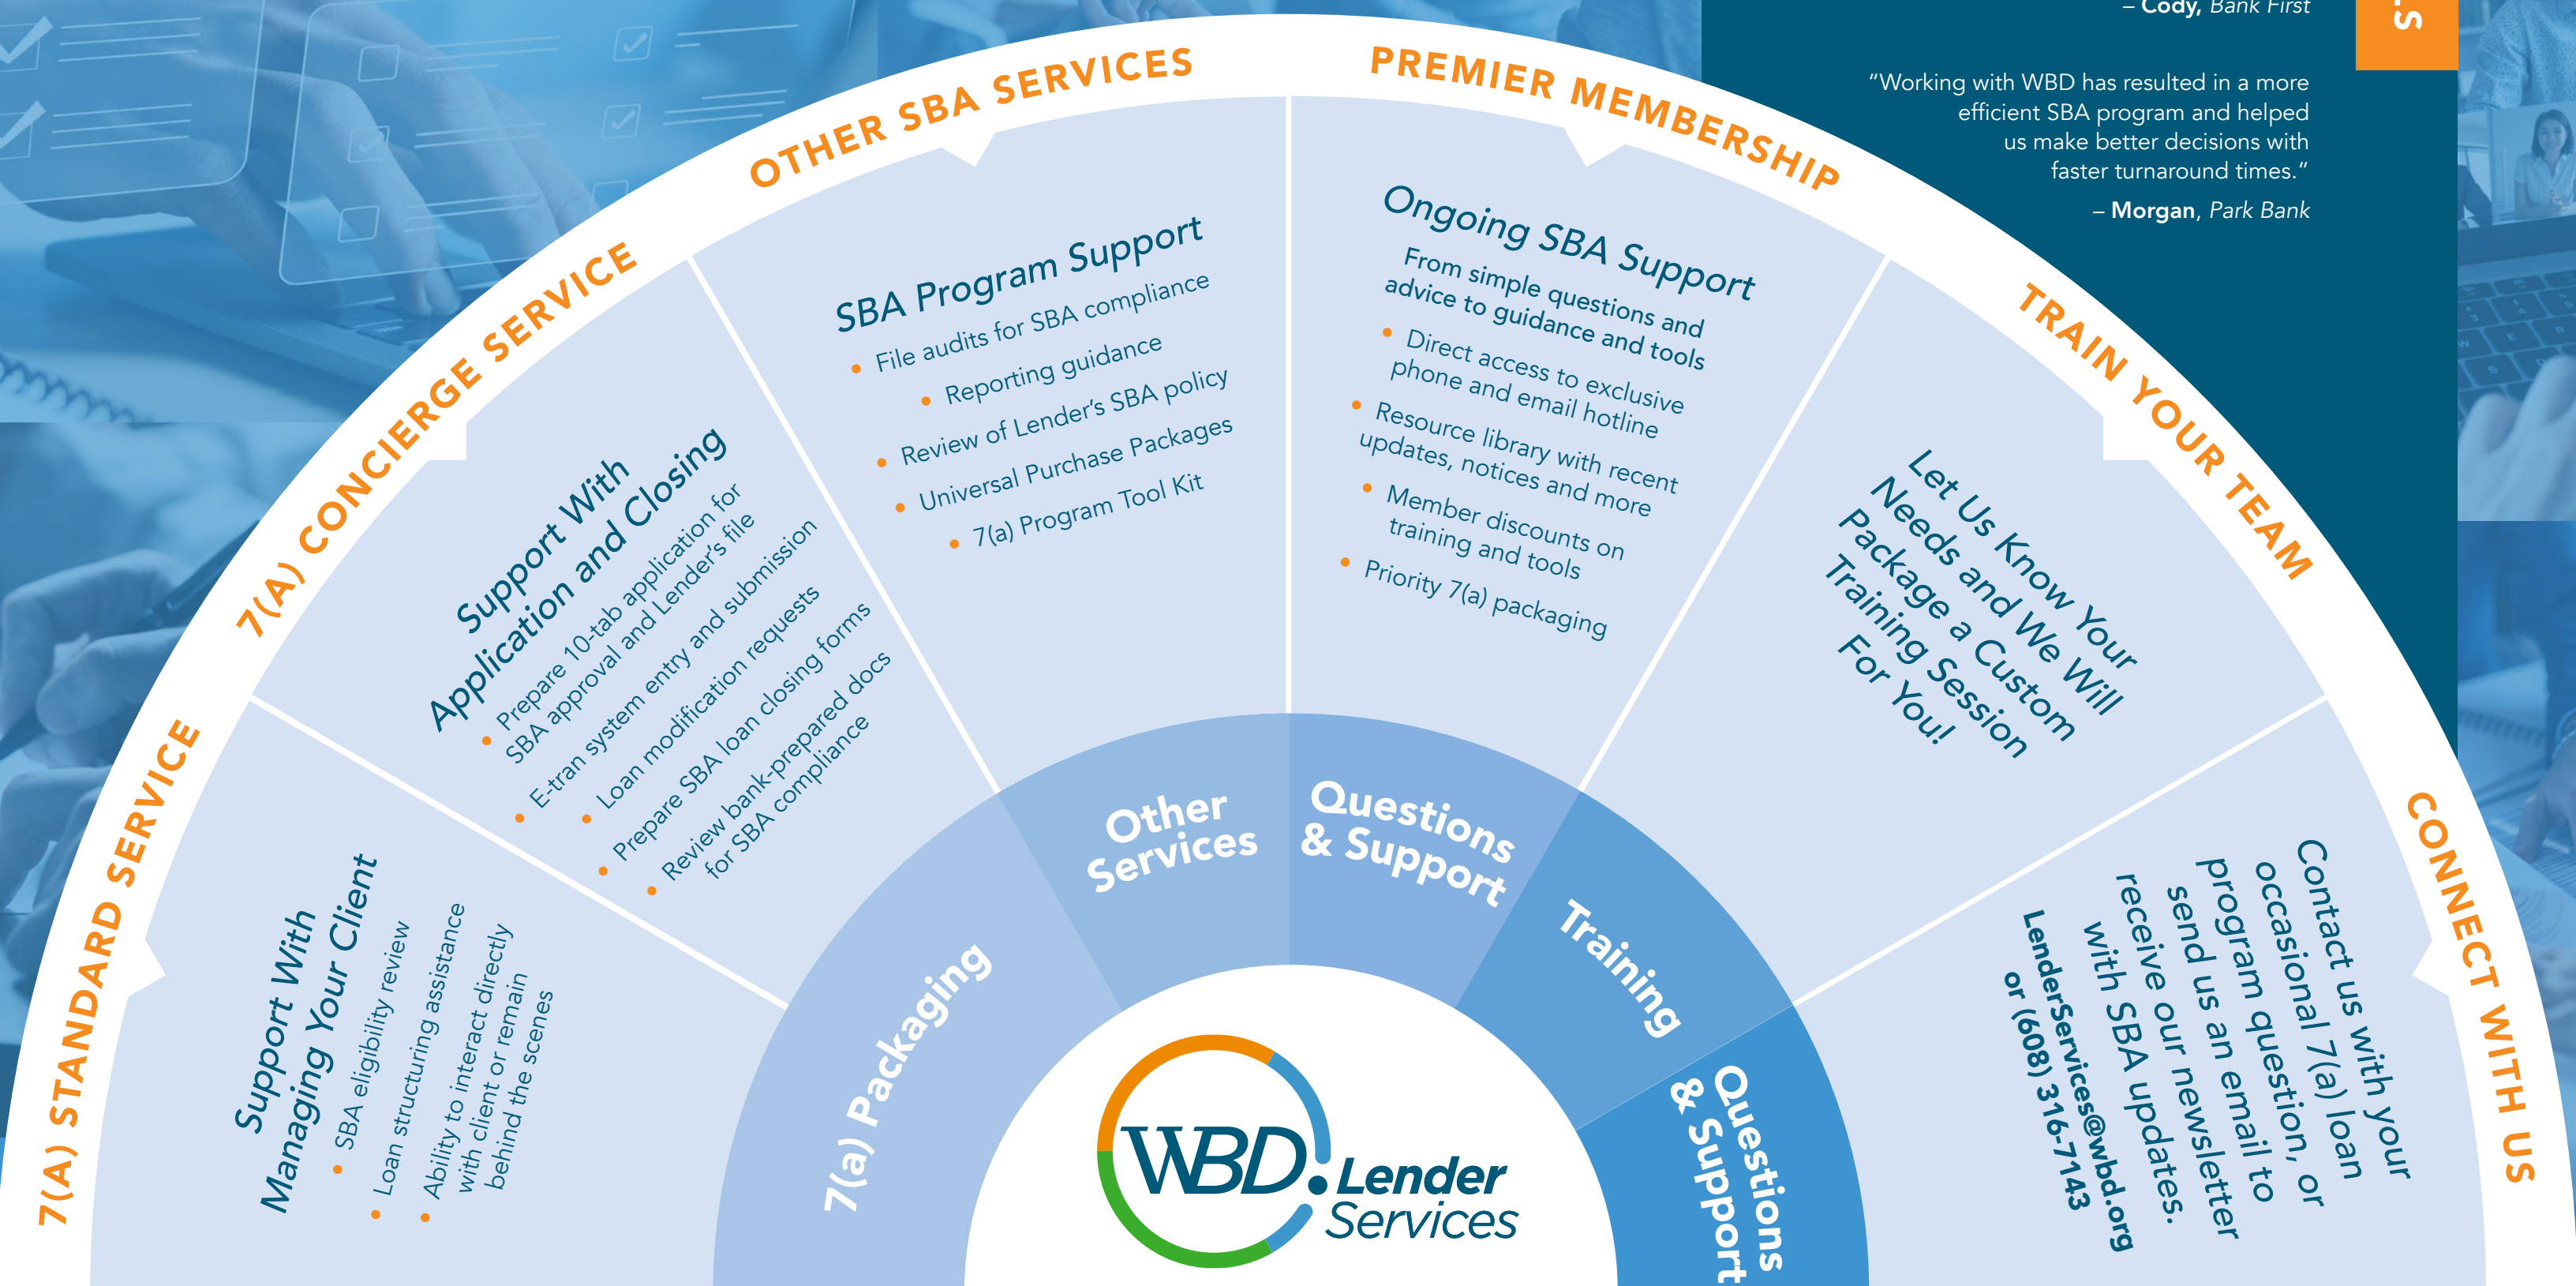 7(A) STANDARD SERVICE
Support With
Managing Your Client
• SBA eligibility review
• Loan structuring assistance
• Ability to interact directly
with client or remain
behind the scenes
7(A) CONCIERGE SERVICE
Support With
Application and Closing
• Prepare 10-tab application for
SBA approval and Lender's file
• E-tran system entry and submission
• Loan modification requests
• Prepare SBA loan closing forms
• Review bank-prepared docs
for SBA compliance
7(a) Packaging
OTHER SBA SERVICES
SBA Program Support
• File audits for SBA compliance
• Reporting guidance
• Review of Lender's SBA policy
• Universal Purchase Packages
• 7(a) Program Tool Kit
Other
Services
PREMIER MEMBERSHIP
Ongoing SBA Support
From simple questions and
advice to guidance and tools
• Direct access to exclusive
phone and email hotline
• Resource library with recent
updates, notices and more
• Member discounts on
training and tools
• Priority 7(a) packaging
Questions
& Support
TRAIN YOUR TEAM
Let Us Know Your
Needs and We Will
Package a Custom
Training Session
For You!
Training
CONNECT WITH US
Contact us with your
occasional 7(a) loan
program question, or
send us an email to
receive our newsletter
with SBA updates.
LenderServices@wbd.org
or (608) 316-7143
Questions
& Support
WBD. Lender
Services
– Cody, Bank First
"Working with WBD has resulted in a more
efficient SBA program and helped
us make better decisions with
faster turnaround times."
– Morgan, Park Bank